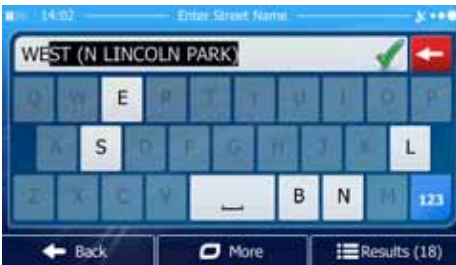 14:02 Enter Street Name
WEST (N LINCOLN PARK)
Q W E R T Y U I O P
A S D F G H J K L
Z X C V B N M 123
Back More Results (18)